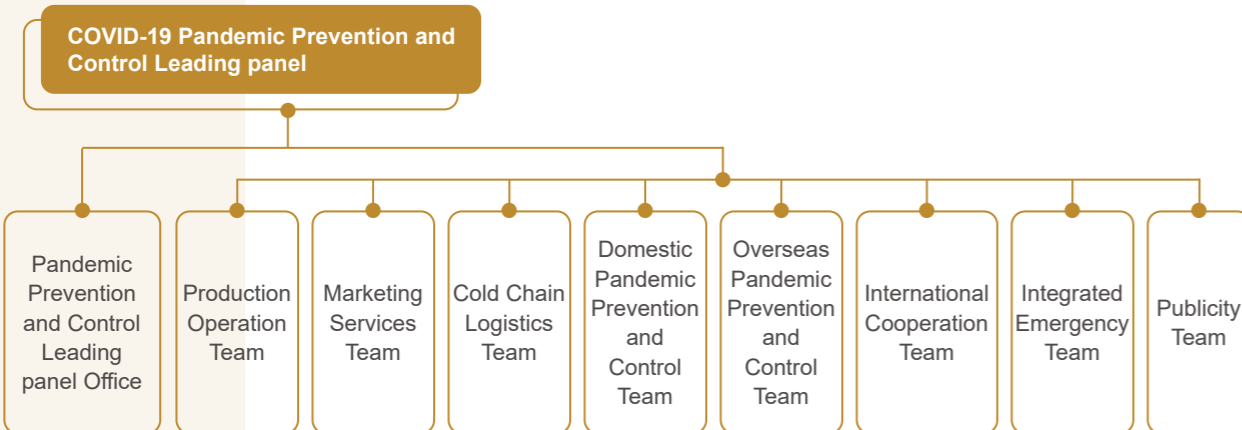 COVID-19 Pandemic Prevention and
Control Leading panel
Pandemic
Prevention
and Control
Leading
panel Office
Production
Operation
Team
Marketing
Services
Team
Cold Chain
Logistics
Team
Domestic
Pandemic
Prevention
and
Control
Team
Overseas
Pandemic
Prevention
and
Control
Team
International
Cooperation
Team
Integrated
Emergency
Team
Publicity
Team